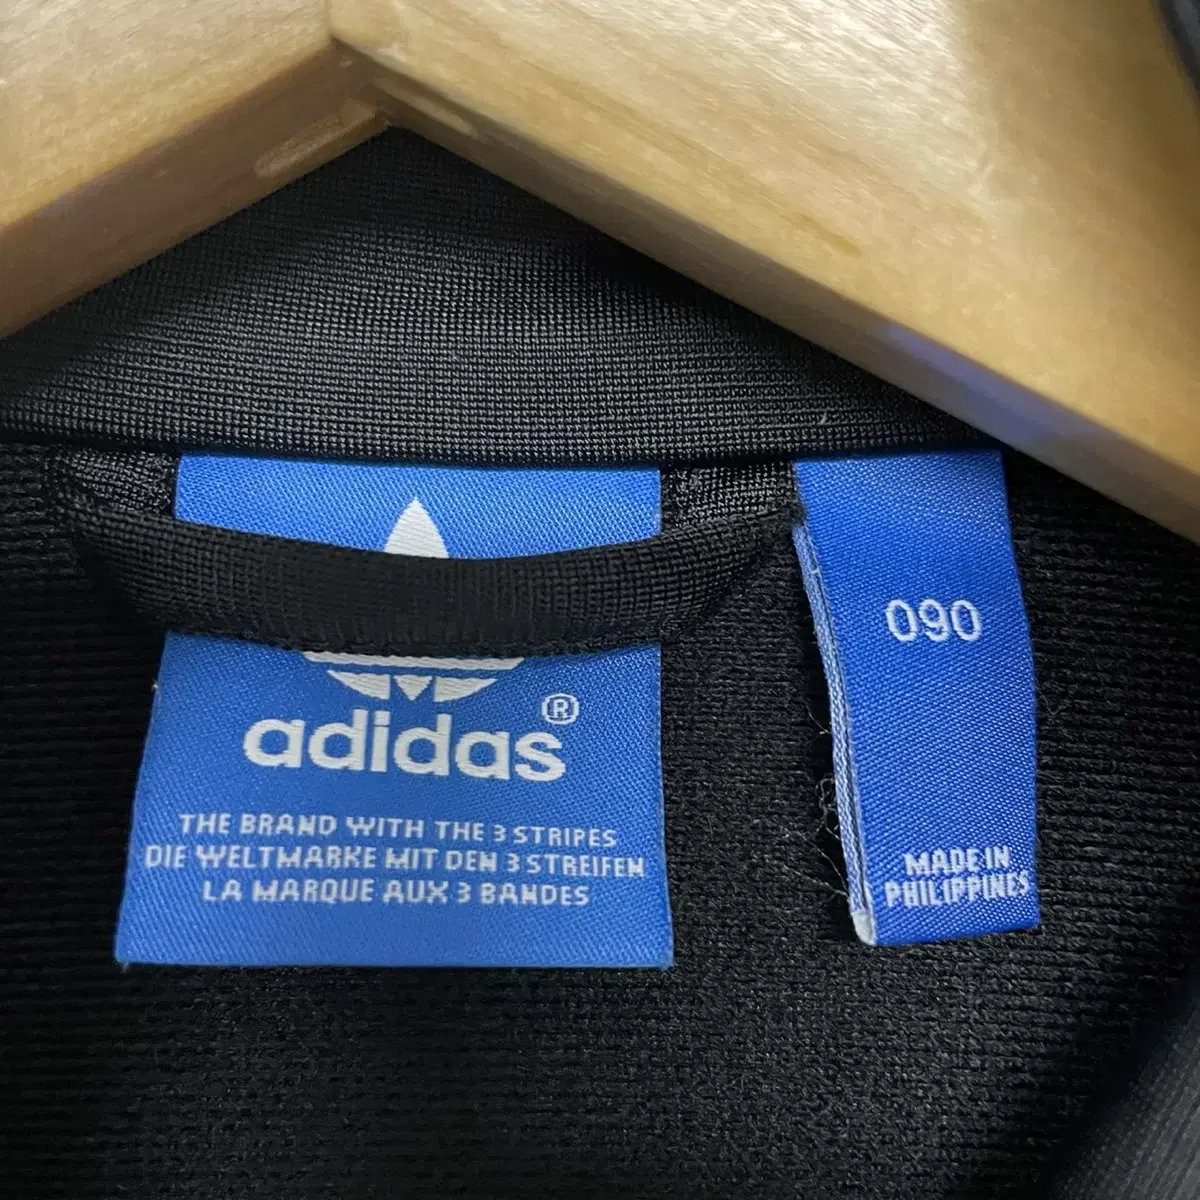 adidas®
THE BRAND WITH THE 3 STRIPES
DIE WELTMARKE MIT DEN 3 STREIFEN
LA MARQUE AUX 3 BANDES
090
MADE IN
PHILIPPINES